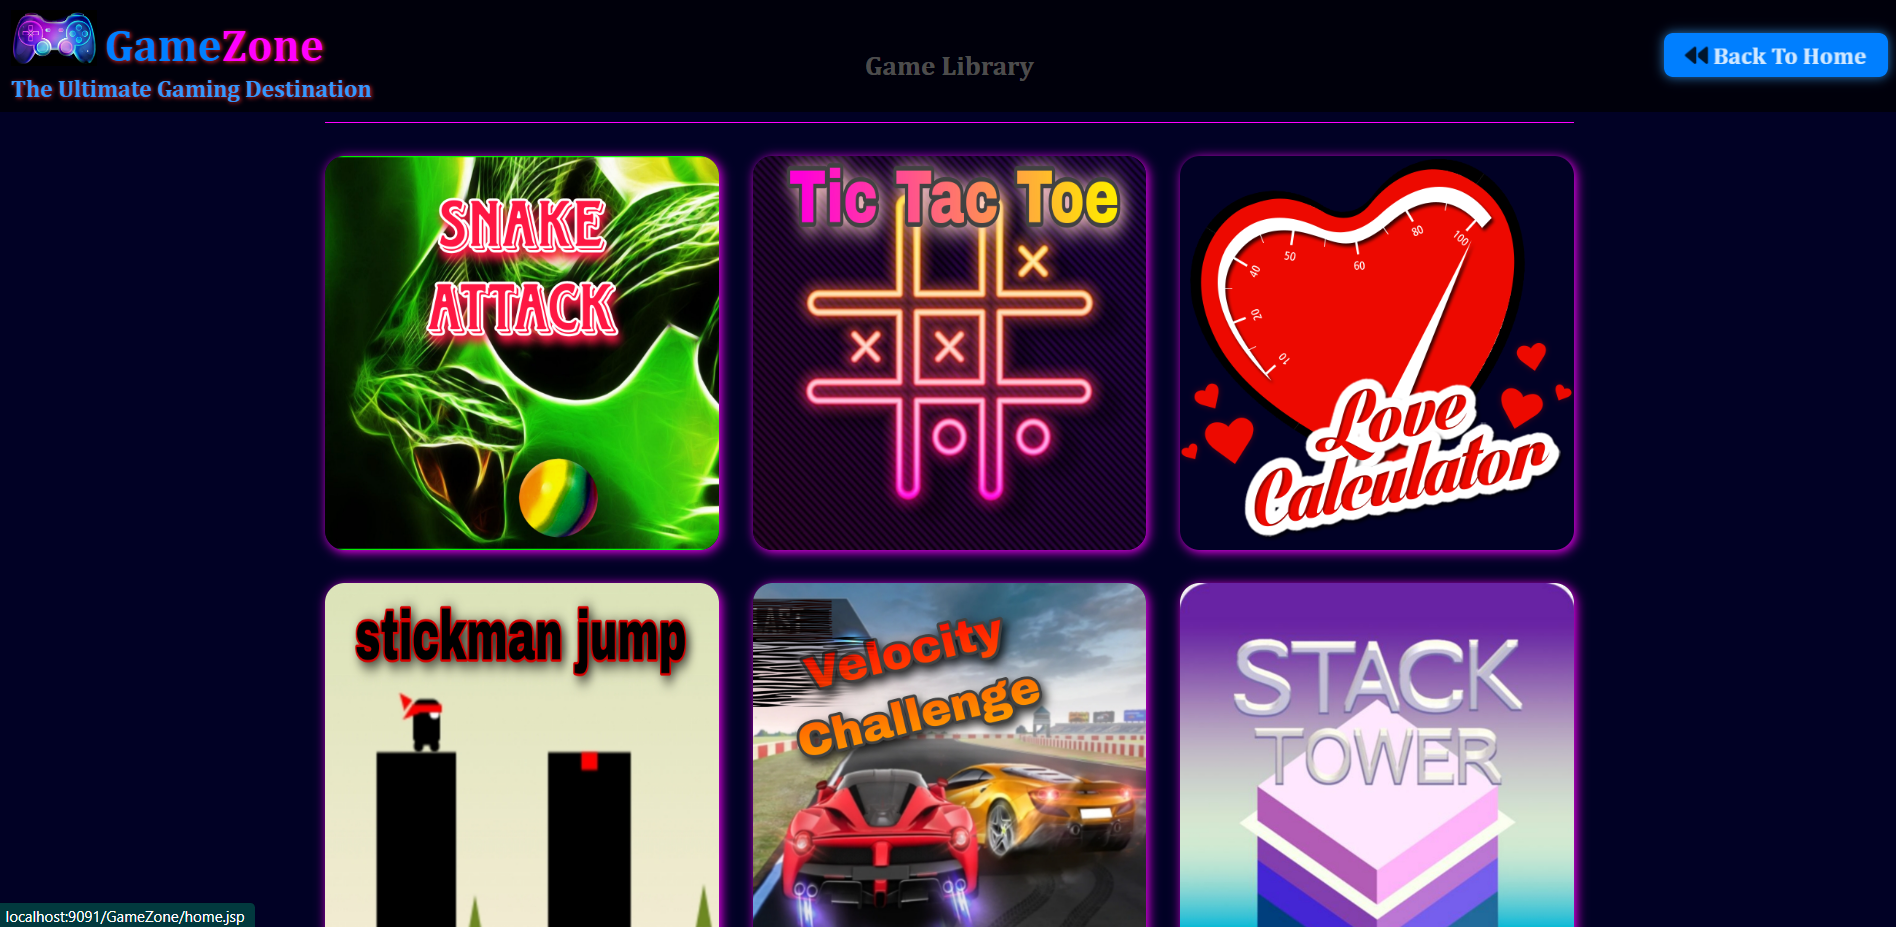 GameZone
The Ultimate Gaming Destination
Game Library
Back To Home
SNAKE
ATTACK
Tic Tac Toe
10
20
40
50
60
80
100
Love
Calculator
stickman jump
Velocity
Challenge
STACK
TOWER
localhost:9091/GameZone/home.jsp